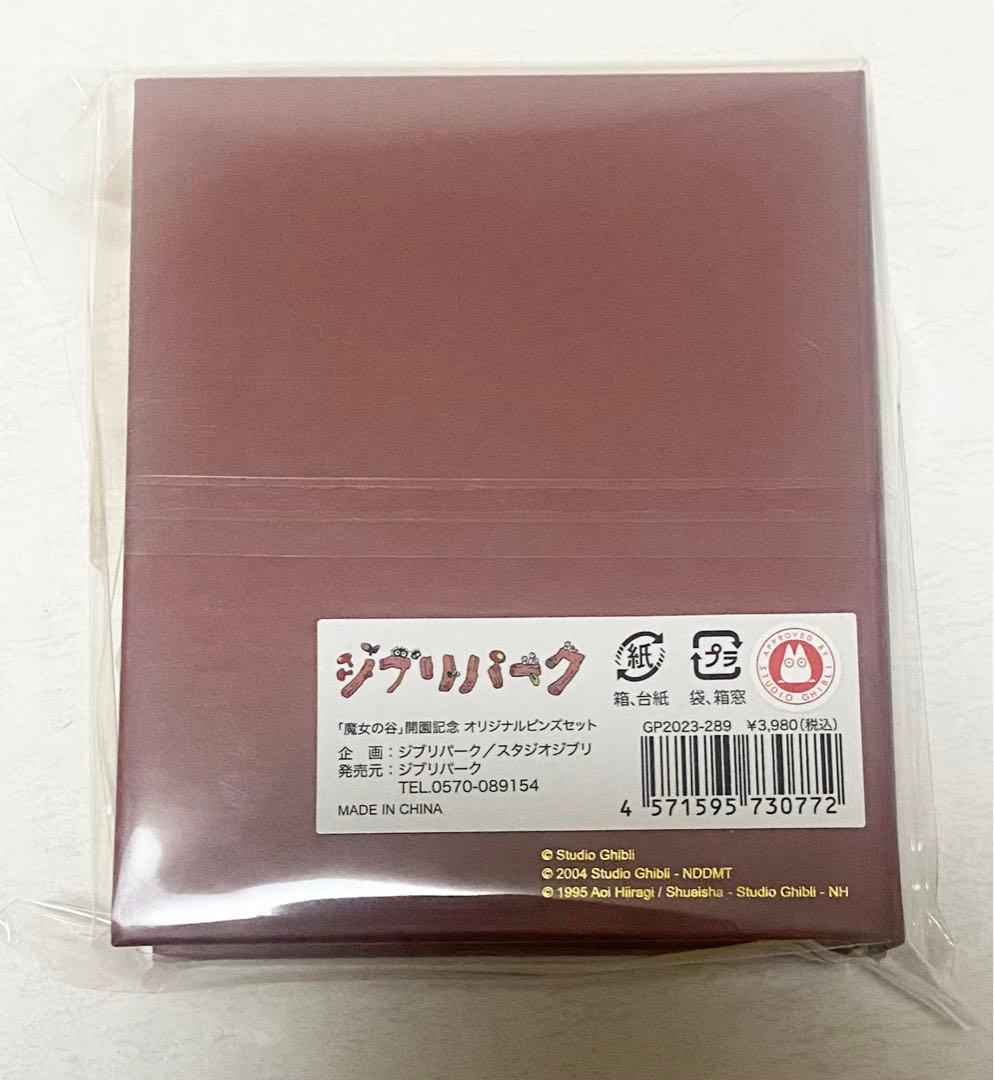 ジブリパーク
紙
箱、台紙
プラ
袋、箱窓
APPROVED BY STUDIO GHIBLI
「魔女の谷」開園記念 オリジナルピンズセット
企　画：ジブリパーク／スタジオジブリ
発売元：ジブリパーク
TEL.0570-089154
MADE IN CHINA
GP2023-289 ¥3,980(税込)
4 571595 730772
© Studio Ghibli
© 2004 Studio Ghibli - NDDMT
© 1995 Aoi Hiiragi / Shueisha - Studio Ghibli - NH